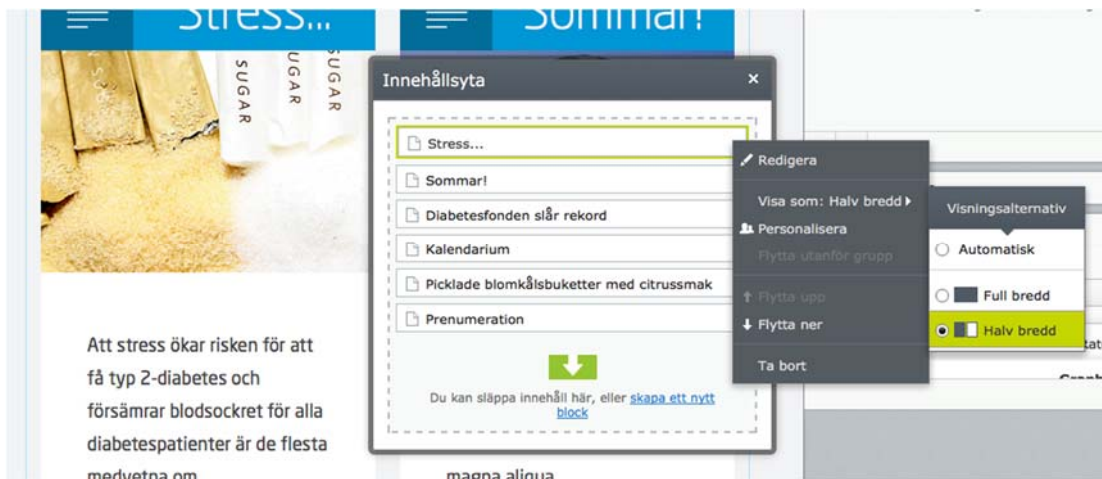 Stress...
Sommar!
SUGAR
SUGAR
SUGAR
Innehållsyta
Stress...
Sommar!
Diabetesfonden slår rekord
Kalendarium
Picklade blomkålsbuketter med citrussmak
Prenumeration
Du kan släppa innehåll här, eller skapa ett nytt
block
Redigera
Visa som: Halv bredd
Personalisera
Flytta utanför grupp
Flytta upp
Flytta ner
Ta bort
Visningsalternativ
Automatisk
Full bredd
Halv bredd
Att stress ökar risken för att
få typ 2-diabetes och
försämrar blodsockret för alla
diabetespatienter är de flesta
medvetna om
magna aliqua